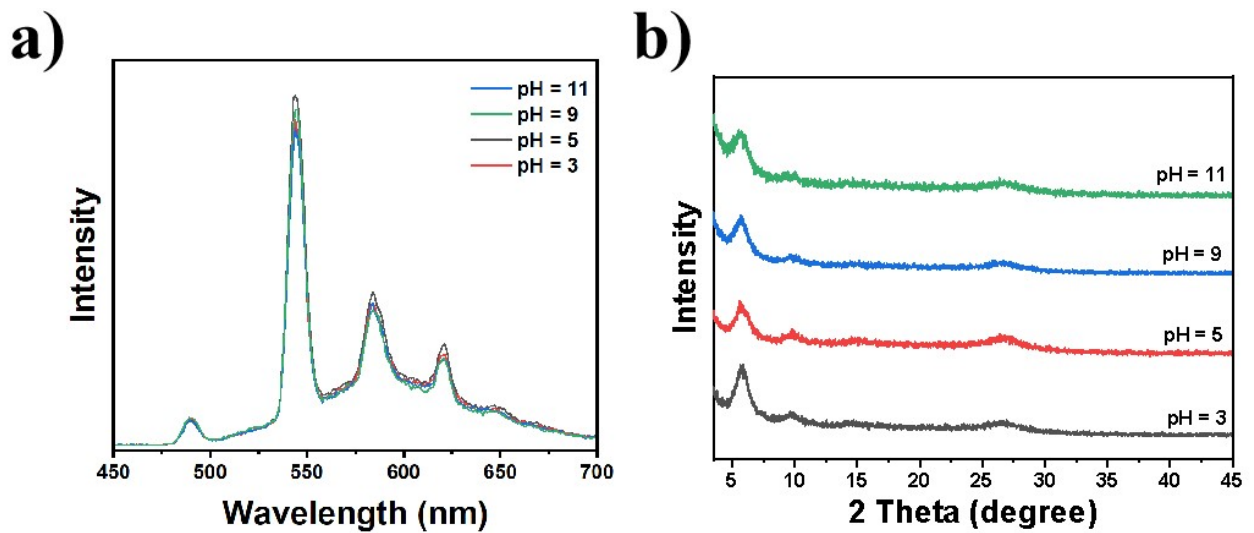 a)
Intensity
pH = 11
pH = 9
pH = 5
pH = 3
450 500 550 600 650 700
Wavelength (nm)
b)
Intensity
pH = 11
pH = 9
pH = 5
pH = 3
5 10 15 20 25 30 35 40 45
2 Theta (degree)